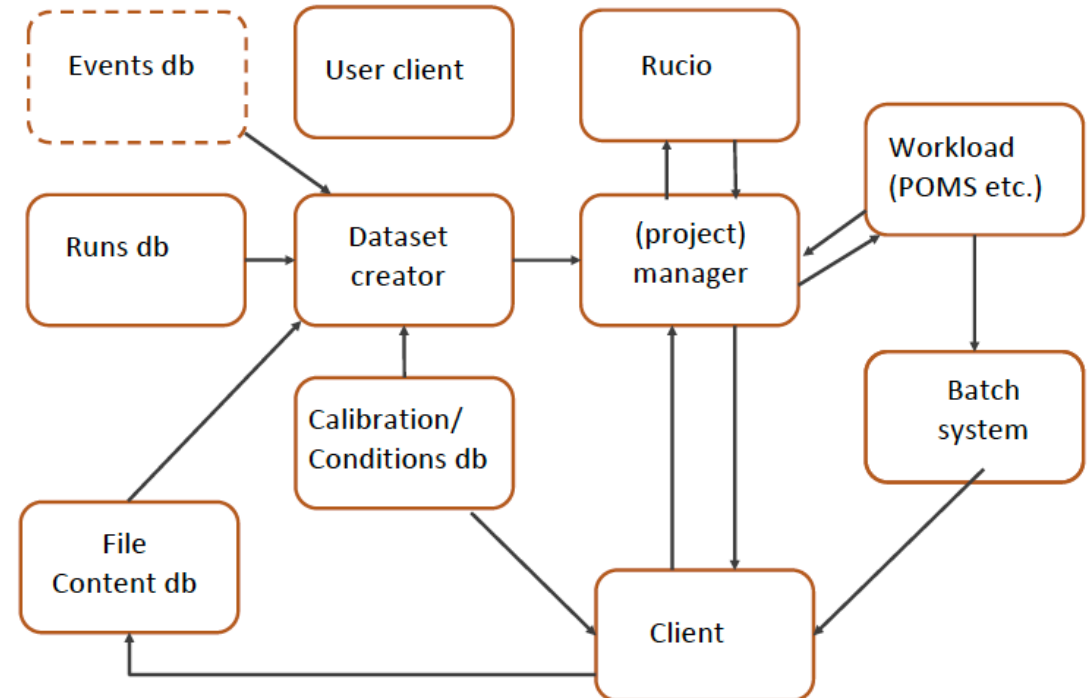 Events db
User client
Rucio
Workload
(POMS etc.)
Runs db
Dataset
creator
(project)
manager
Calibration/
Conditions db
Batch
system
File
Content db
Client